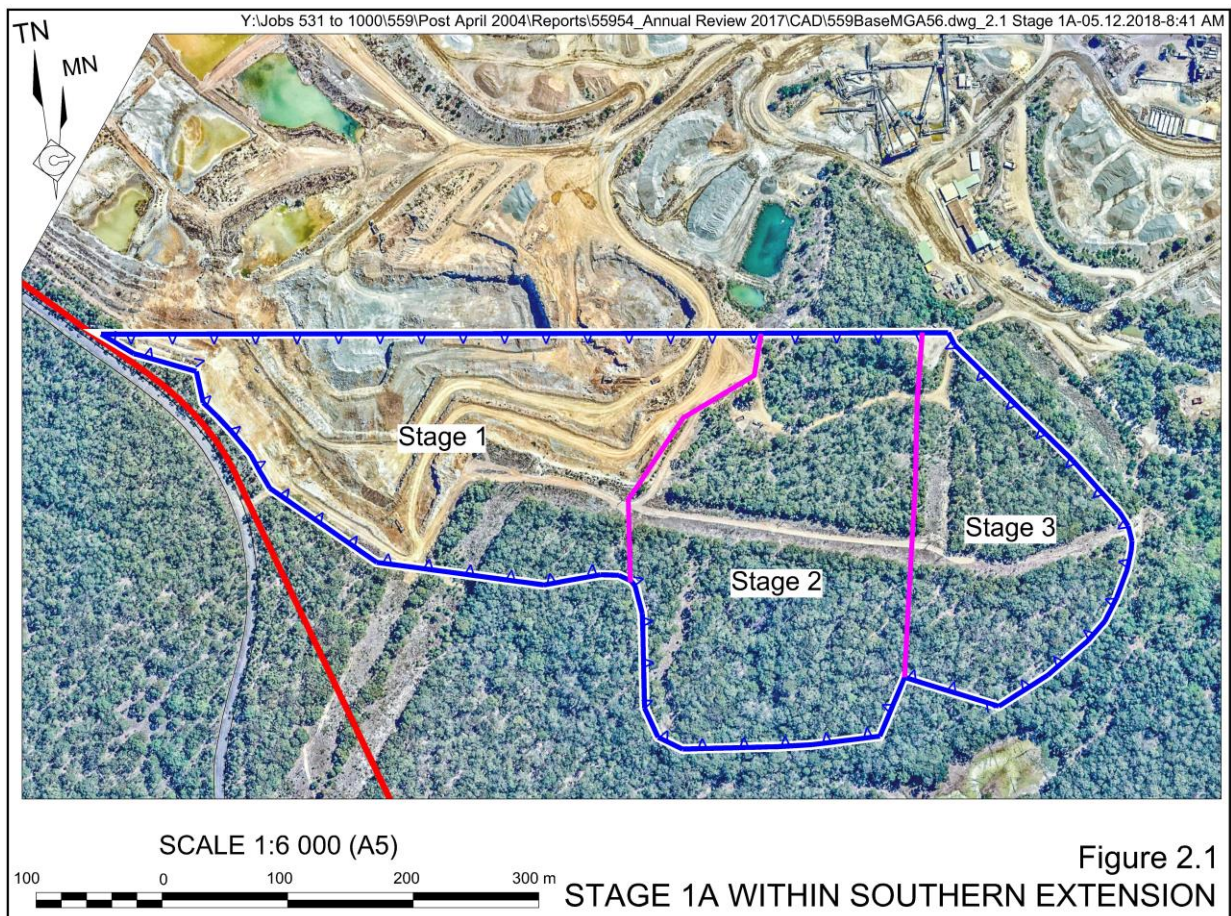 Y:\Jobs 531 to 1000\559\Post April 2004\Reports\55954_Annual Review 2017\CAD\559BaseMGA56.dwg_2.1 Stage 1A-05.12.2018-8:41 AM
TN
MN
Stage 1
Stage 2
Stage 3
SCALE 1:6 000 (A5)
100 0 100 200 300 m
Figure 2.1
STAGE 1A WITHIN SOUTHERN EXTENSION